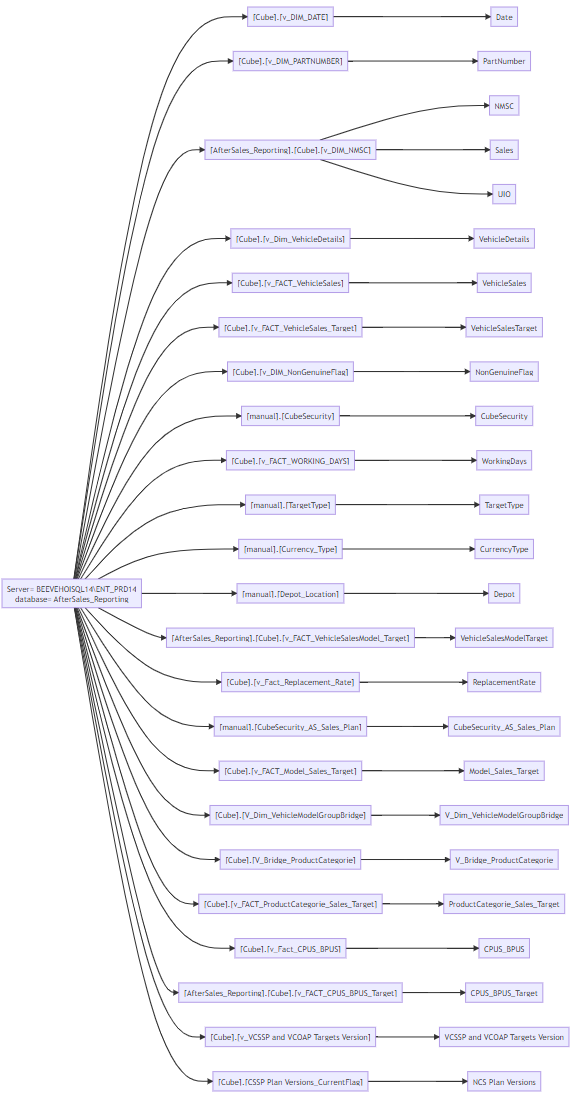 [Cube].[v_DIM_DATE]
Date
[Cube].[v_DIM_PARTNUMBER]
PartNumber
NMSC
[AfterSales_Reporting].[Cube].[v_DIM_NMSC]
Sales
UIO
[Cube].[v_Dim_VehicleDetails]
VehicleDetails
[Cube].[v_FACT_VehicleSales]
VehicleSales
[Cube].[v_FACT_VehicleSales_Target]
VehicleSalesTarget
[Cube].[v_DIM_NonGenuineFlag]
NonGenuineFlag
[manual].[CubeSecurity]
CubeSecurity
[Cube].[v_FACT_WORKING_DAYS]
WorkingDays
[manual].[TargetType]
TargetType
[manual].[Currency_Type]
CurrencyType
Server= BEEVEHOISQL14\ENT_PRD14
database= AfterSales_Reporting
[manual].[Depot_Location]
Depot
[AfterSales_Reporting].[Cube].[v_FACT_VehicleSalesModel_Target]
VehicleSalesModelTarget
[Cube].[v_Fact_Replacement_Rate]
ReplacementRate
[manual].[CubeSecurity_AS_Sales_Plan]
CubeSecurity_AS_Sales_Plan
[Cube].[v_FACT_Model_Sales_Target]
Model_Sales_Target
[Cube].[V_Dim_VehicleModelGroupBridge]
V_Dim_VehicleModelGroupBridge
[Cube].[V_Bridge_ProductCategorie]
V_Bridge_ProductCategorie
[Cube].[v_FACT_ProductCategorie_Sales_Target]
ProductCategorie_Sales_Target
[Cube].[v_Fact_CPUS_BPUS]
CPUS_BPUS
[AfterSales_Reporting].[Cube].[v_FACT_CPUS_BPUS_Target]
CPUS_BPUS_Target
[Cube].[v_VCSSP and VCOAP Targets Version]
VCSSP and VCOAP Targets Version
[Cube].[CSSP Plan Versions_CurrentFlag]
NCS Plan Versions